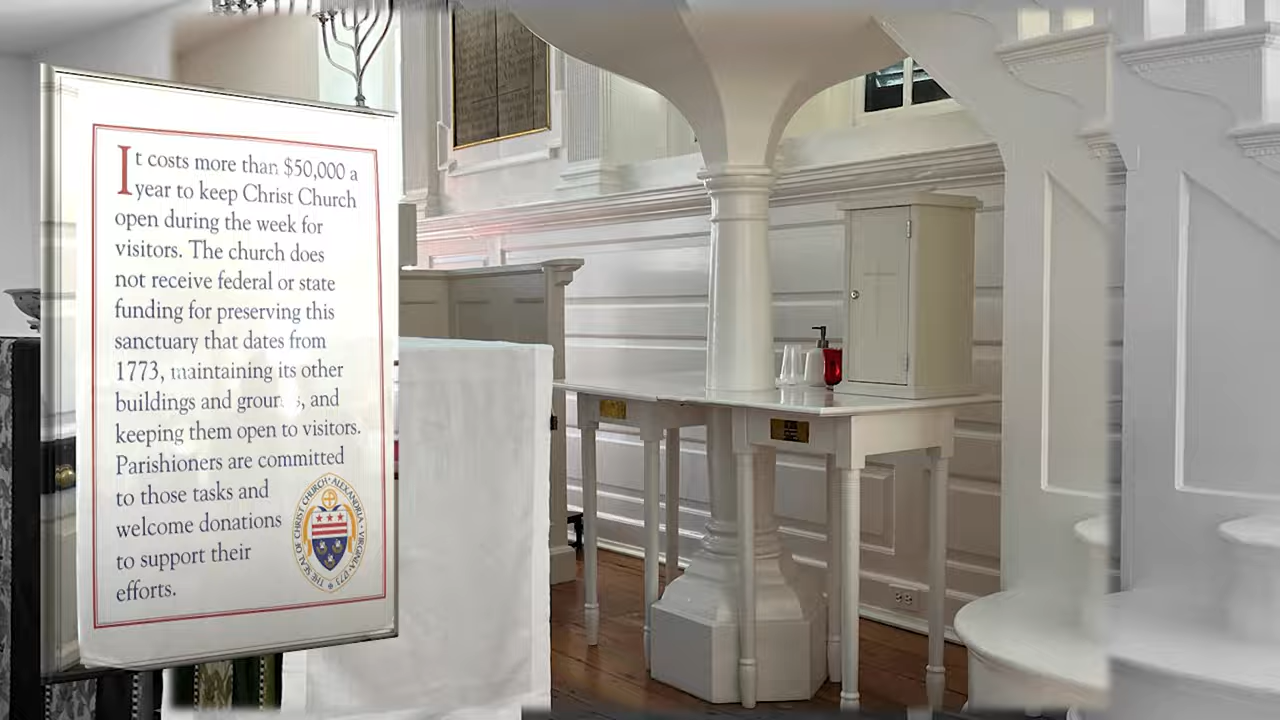 It costs more than $50,000 a
year to keep Christ Church
open during the week for
visitors. The church does
not receive federal or state
funding for preserving this
sanctuary that dates from
1773, maintaining its other
buildings and grounds, and
keeping them open to visitors.
Parishioners are committed
to those tasks and
welcome donations
to support their
efforts.
THE SEAL OF CHRIST CHURCH * ALEXANDRIA VIRGINIA